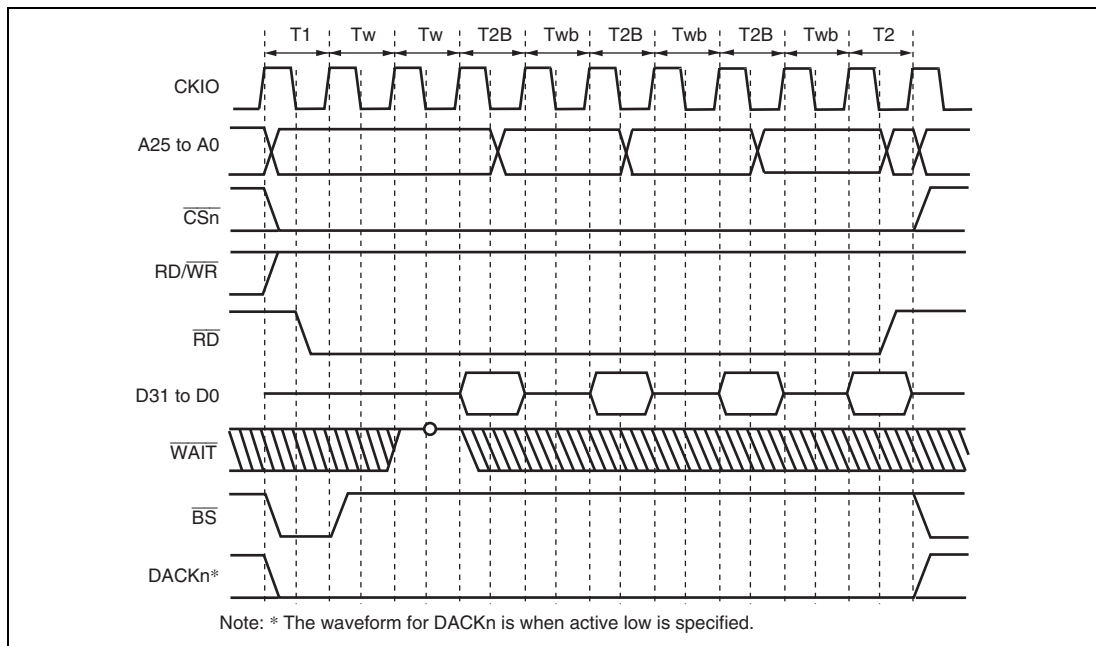 T1 Tw Tw T2B Twb T2B Twb T2B Twb T2
CKIO
A25 to A0
CSn
RD/WR
RD
D31 to D0
WAIT
BS
DACKn*
Note: * The waveform for DACKn is when active low is specified.